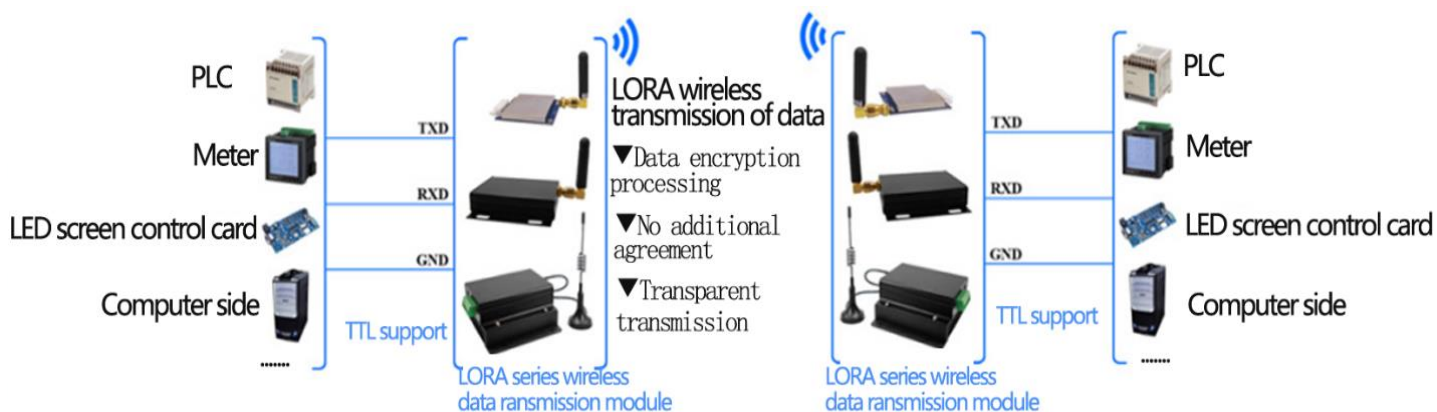 PLC
Meter
LED screen control card
Computer side
.......
TXD
RXD
GND
TTL support
LORA series wireless
data ransmission module
LORA wireless
transmission of data
▼Data encryption
processing
▼No additional
agreement
▼Transparent
transmission
LORA series wireless
data ransmission module
TXD
RXD
GND
TTL support
PLC
Meter
LED screen control card
Computer side
.......